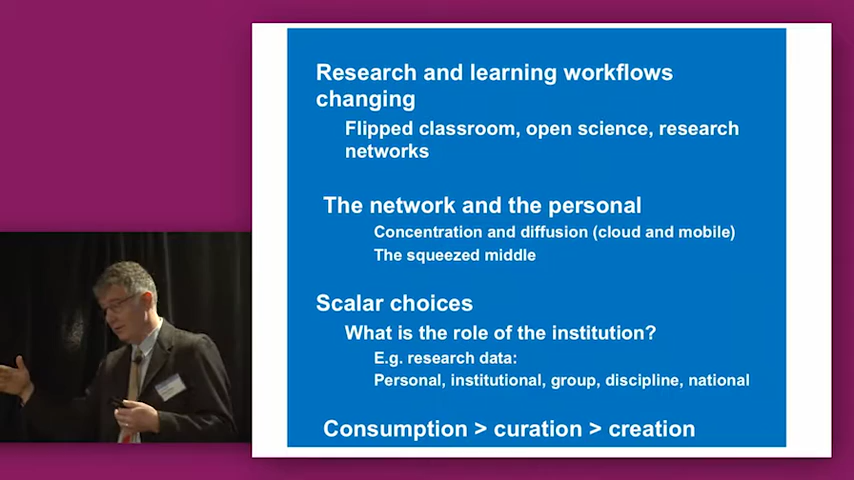 Research and learning workflows
changing
Flipped classroom, open science, research
networks
The network and the personal
Concentration and diffusion (cloud and mobile)
The squeezed middle
Scalar choices
What is the role of the institution?
E.g. research data:
Personal, institutional, group, discipline, national
Consumption > curation > creation